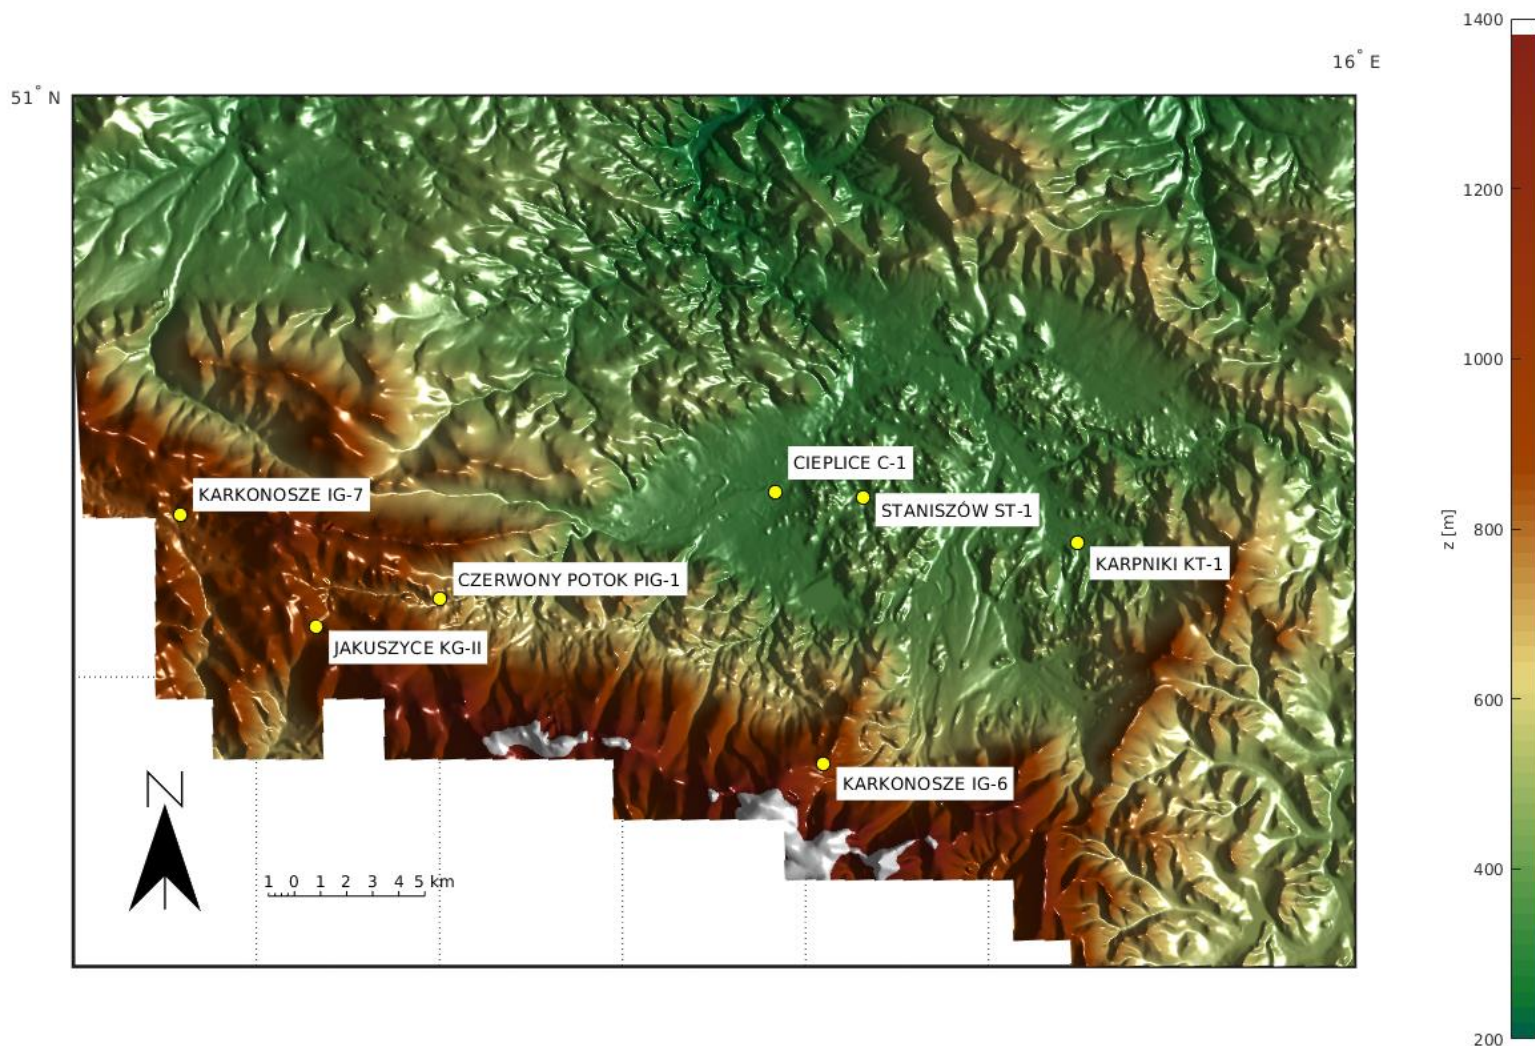 1400
16° E
51° N
1200
1000
CIEPLICE C-1
KARKONOSZE IG-7
STANISZÓW ST-1
800
z [m]
KARPNIKI KT-1
CZERWONY POTOK PIG-1
JAKUSZYCE KG-II
600
N
KARKONOSZE IG-6
400
1 0 1 2 3 4 5 km
200